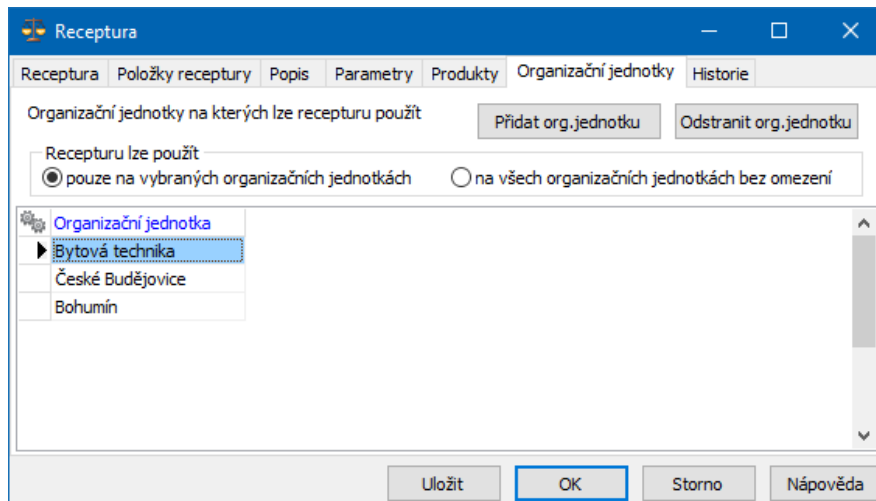 Receptura
Receptura Položky receptury Popis Parametry Produkty Organizační jednotky Historie
Organizační jednotky na kterých lze recepturu použít Přidat org.jednotku Odstranit org.jednotku
Recepturu lze použít
pouze na vybraných organizačních jednotkách na všech organizačních jednotkách bez omezení
Organizační jednotka
Bytová technika
České Budějovice
Bohumín
Uložit OK Storno Nápověda